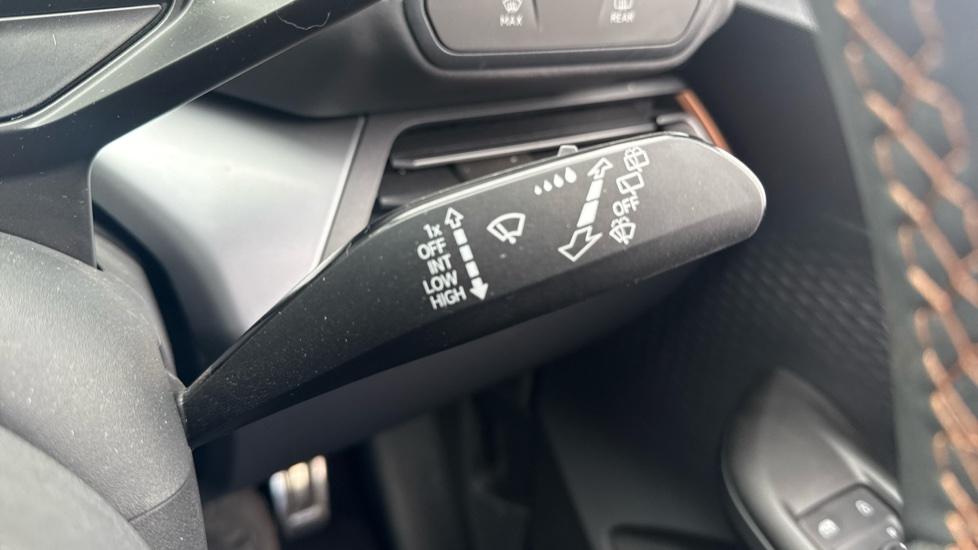 MAX REAR
1x
OFF
INT
LOW
HIGH
OFF